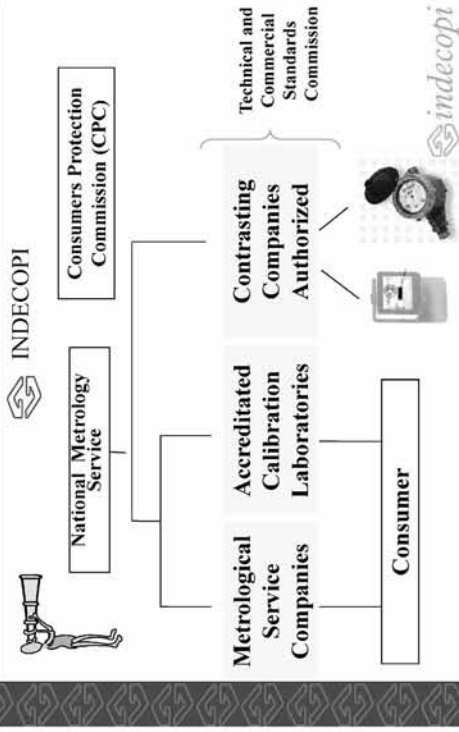 INDECOPI
National Metrology
Service
Consumers Protection
Commission (CPC)
Metrological
Service
Companies
Accreditated
Calibration
Laboratories
Contrasting
Companies
Authorized
Technical and
Commercial
Standards
Commission
Consumer
indecopi